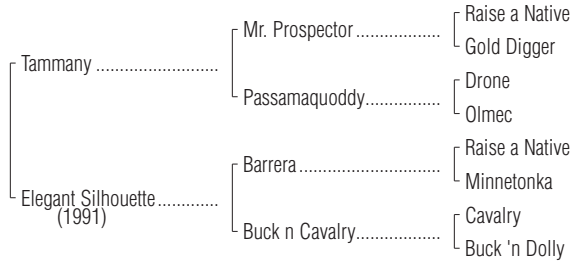 Raise a Native
Mr. Prospector ..................
Gold Digger
Tammany ..........................
Drone
Passamaquoddy................
Olmec
Raise a Native
Barrera ..............................
Minnetonka
Elegant Silhouette.............
(1991)
Cavalry
Buck n Cavalry..................
Buck 'n Dolly